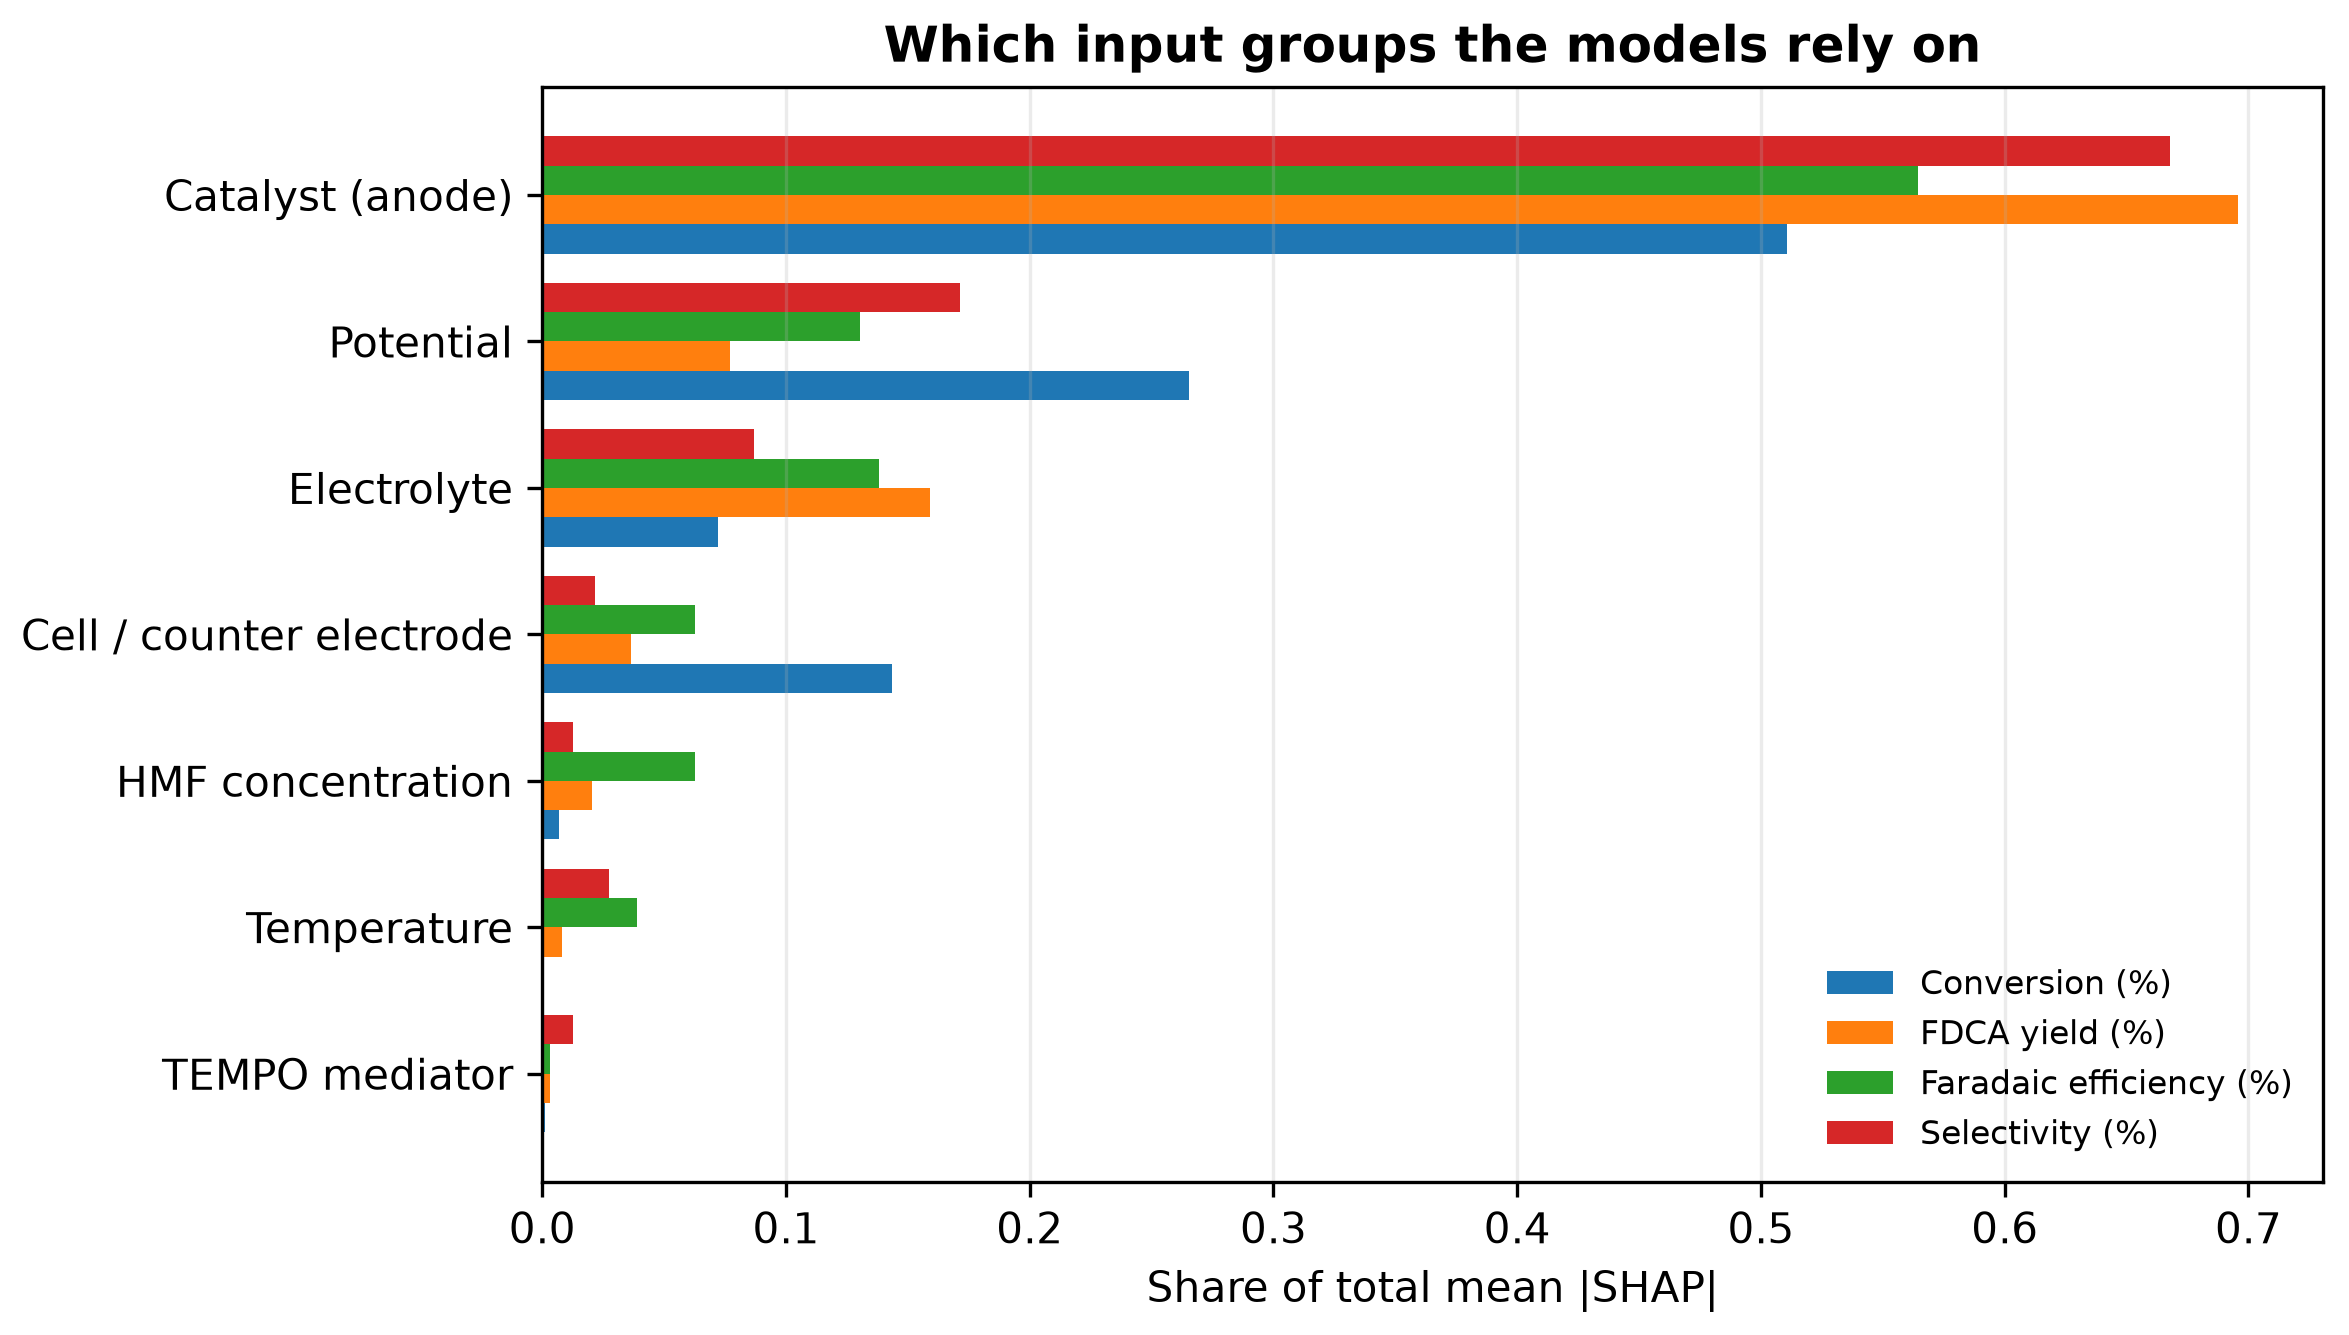 Which input groups the models rely on
Catalyst (anode)
Potential
Electrolyte
Cell / counter electrode
HMF concentration
Temperature
TEMPO mediator
Conversion (%)
FDCA yield (%)
Faradaic efficiency (%)
Selectivity (%)
0.0 0.1 0.2 0.3 0.4 0.5 0.6 0.7
Share of total mean |SHAP|